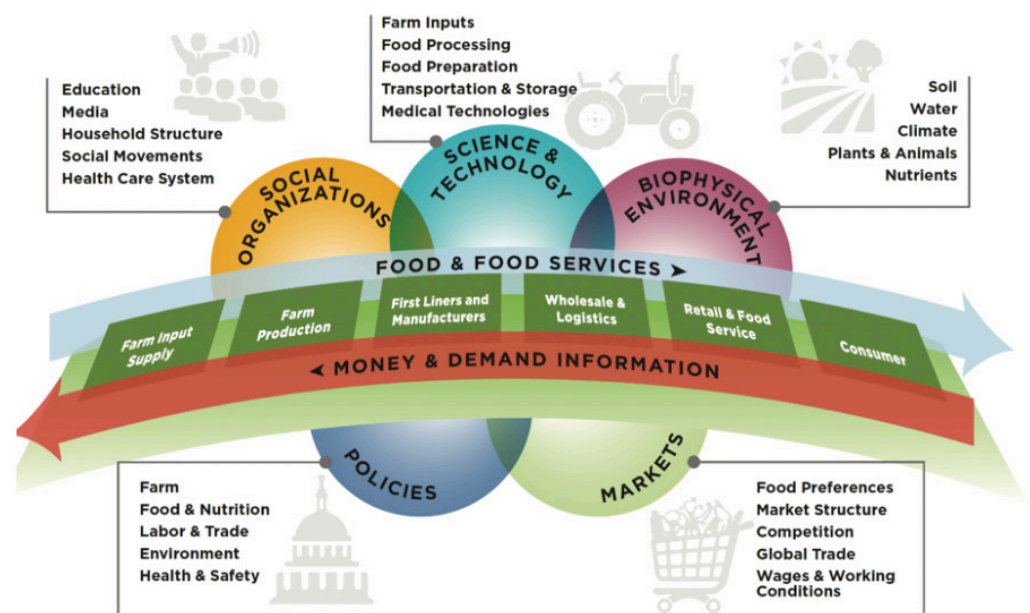 Farm Inputs
Food Processing
Food Preparation
Transportation & Storage
Medical Technologies
Education
Media
Household Structure
Social Movements
Health Care System
Soil
Water
Climate
Plants & Animals
Nutrients
SOCIAL
ORGANIZATIONS
SCIENCE &
TECHNOLOGY
BIOPHYSICAL
ENVIRONMENT
FOOD & FOOD SERVICES
Farm Input
Supply
Farm
Production
First Liners and
Manufacturers
Wholesale &
Logistics
Retail & Food
Service
Consumer
MONEY & DEMAND INFORMATION
POLICIES
MARKETS
Farm
Food & Nutrition
Labor & Trade
Environment
Health & Safety
Food Preferences
Market Structure
Competition
Global Trade
Wages & Working
Conditions